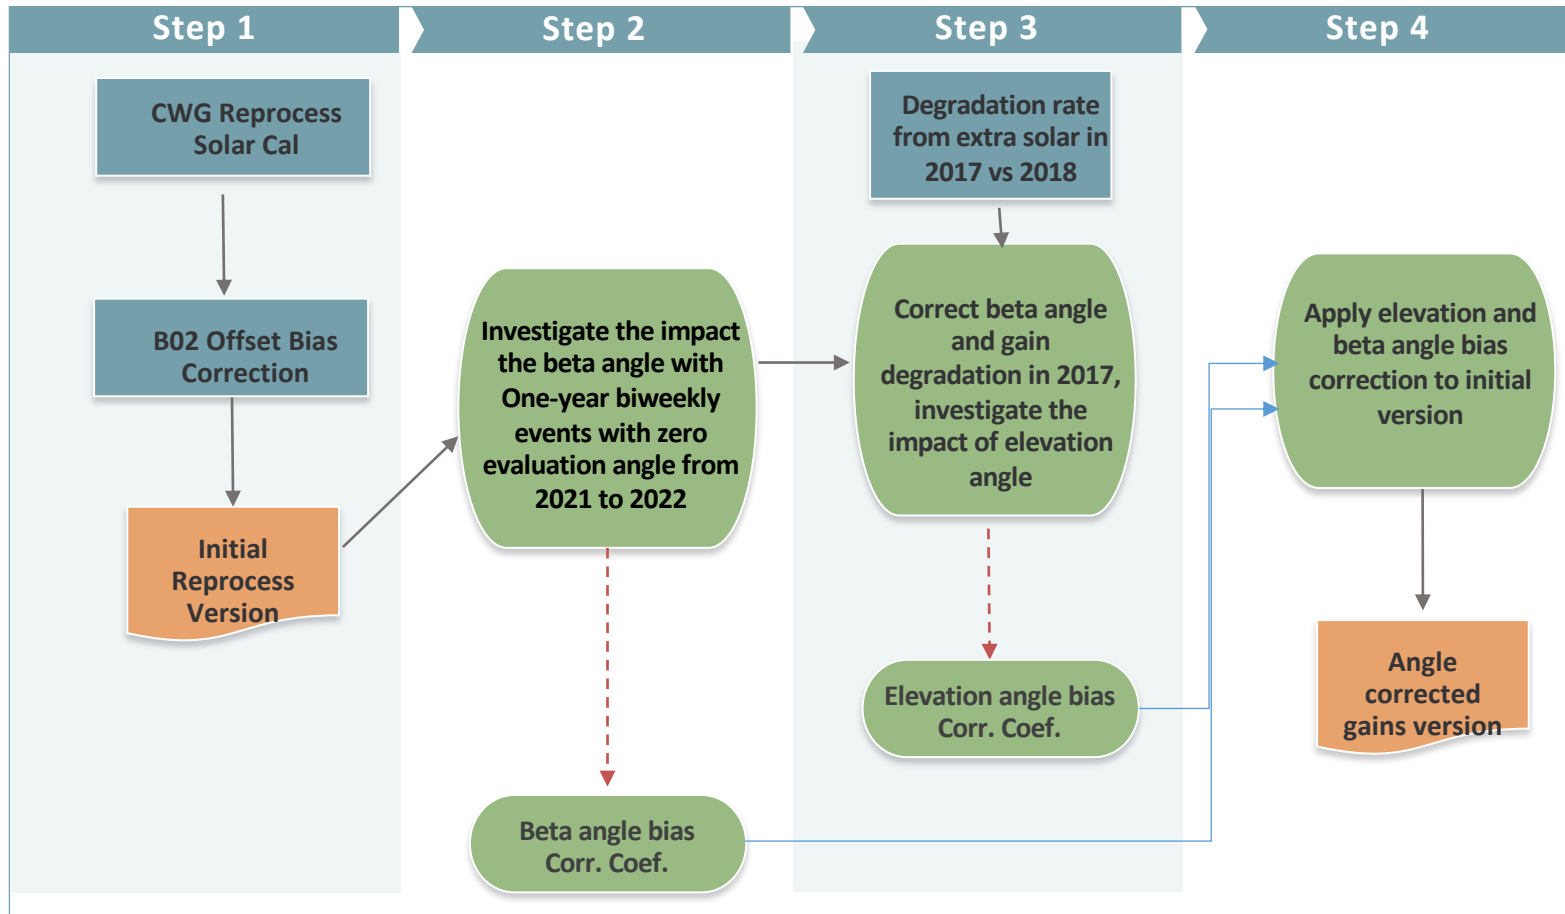 Step 1
Step 2
Step 3
Step 4
CWG Reprocess
Solar Cal
B02 Offset Bias
Correction
Initial
Reprocess
Version
Investigate the impact
the beta angle with
One-year biweekly
events with zero
evaluation angle from
2021 to 2022
Beta angle bias
Corr. Coef.
Degradation rate
from extra solar in
2017 vs 2018
Correct beta angle
and gain
degradation in 2017,
investigate the
impact of elevation
angle
Elevation angle bias
Corr. Coef.
Apply elevation and
beta angle bias
correction to initial
version
Angle
corrected
gains version